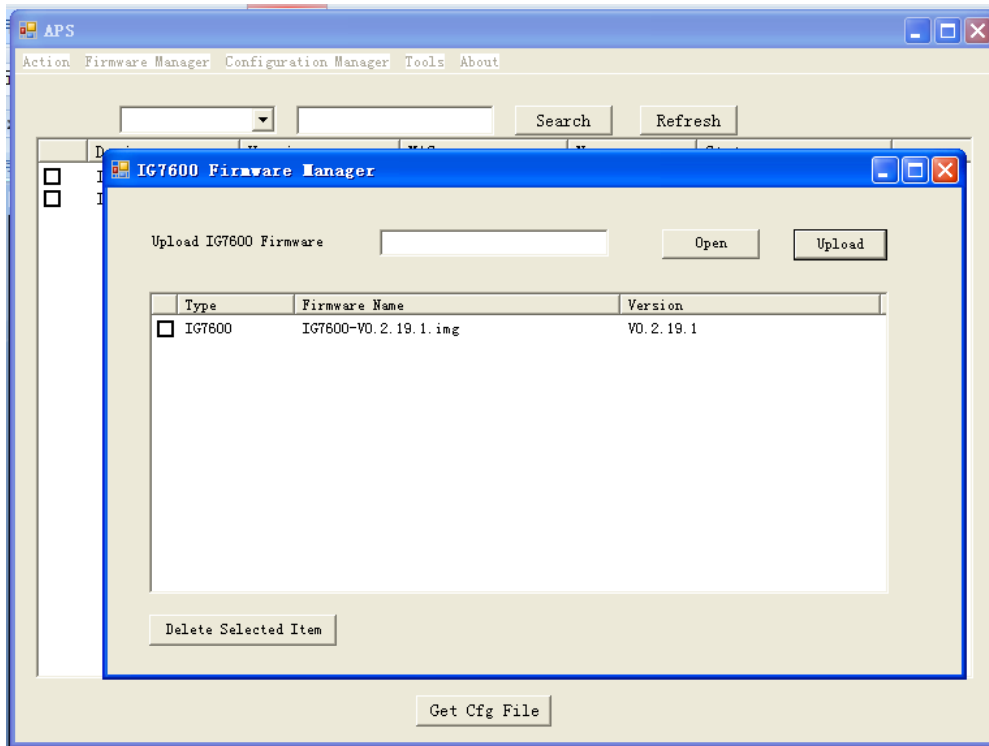 APS
Action Firmware Manager Configuration Manager Tools About
Search Refresh
IG7600 Firmware Manager
Upload IG7600 Firmware Open Upload
Type Firmware Name Version
IG7600 IG7600-V0.2.19.1.img V0.2.19.1
Delete Selected Item
Get Cfg File